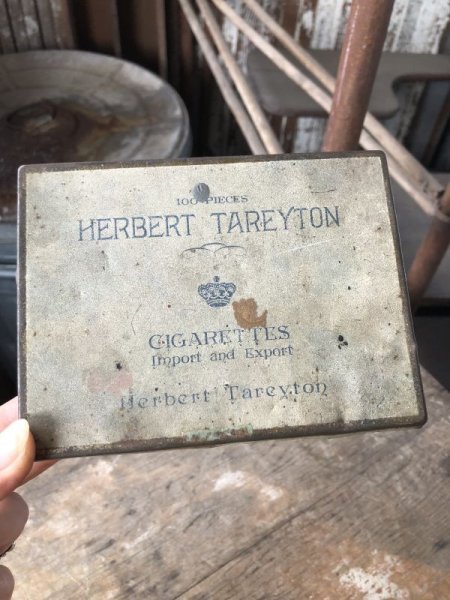 100 PIECES
HERBERT TAREYTON
CIGARETTES
Import and Export
Herbert Tareyton